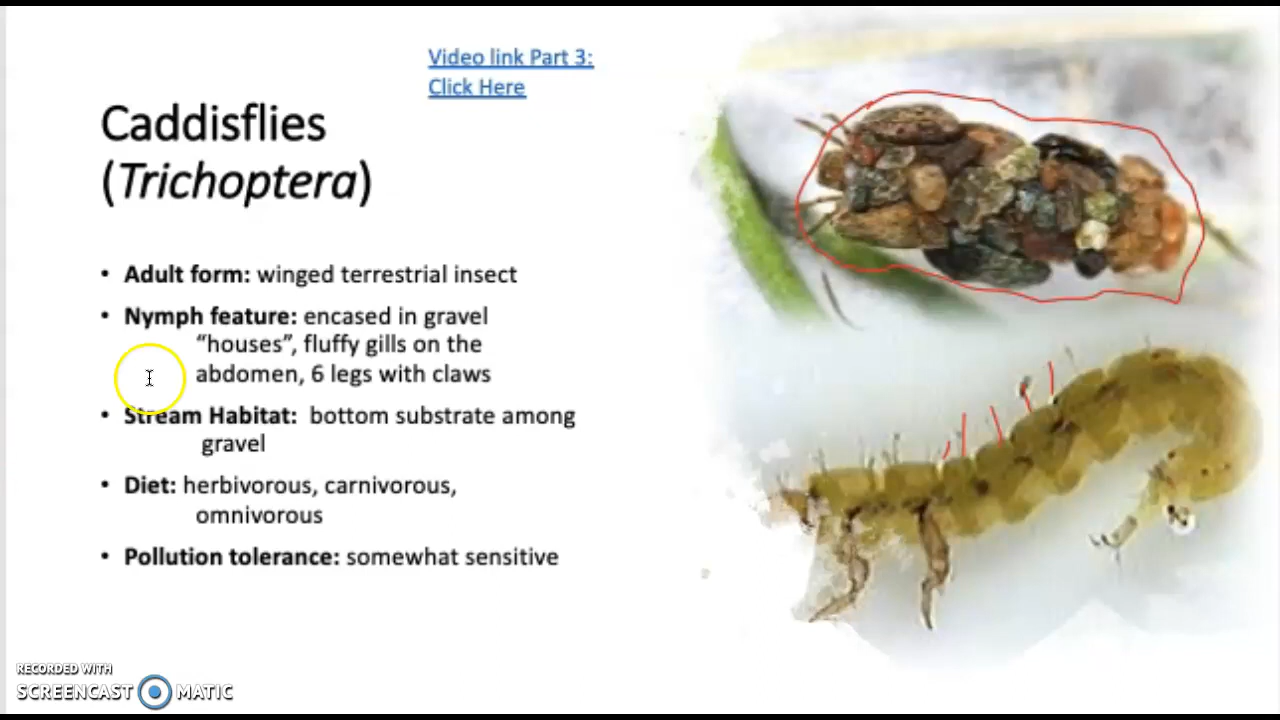 Video link Part 3:
Click Here
Caddisflies
(Trichoptera)
• Adult form: winged terrestrial insect
• Nymph feature: encased in gravel
“houses”, fluffy gills on the
abdomen, 6 legs with claws
• Stream Habitat: bottom substrate among
gravel
• Diet: herbivorous, carnivorous,
omnivorous
• Pollution tolerance: somewhat sensitive
RECORDED WITH
SCREENCAST MATIC